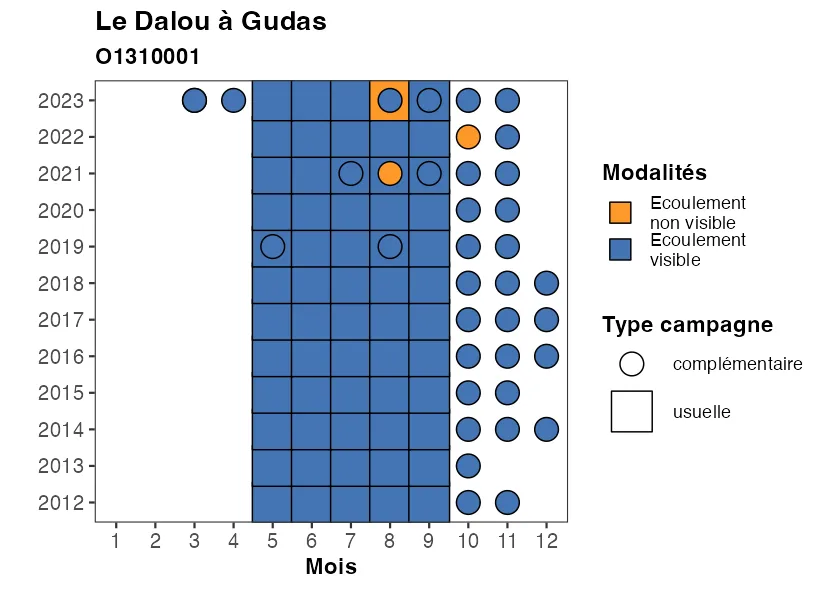 Le Dalou à Gudas
O1310001
2023
2022
2021
2020
2019
2018
2017
2016
2015
2014
2013
2012
1 2 3 4 5 6 7 8 9 10 11 12
Mois
Modalités
Ecoulement
non visible
Ecoulement
visible
Type campagne
complémentaire
usuelle